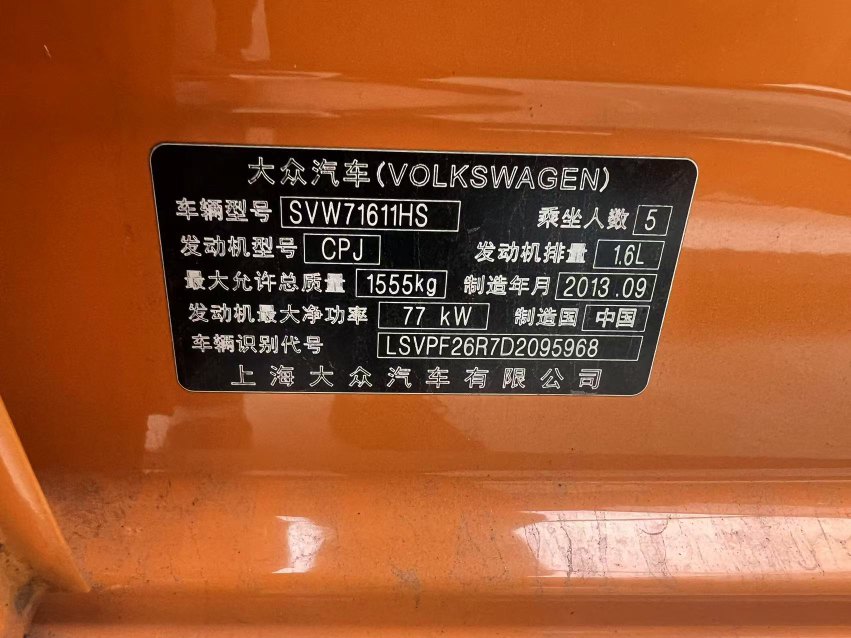 大众汽车(VOLKSWAGEN)
车辆型号 SVW71611HS 乘坐人数 5
发动机型号 CPJ 发动机排量 1.6L
最大允许总质量 1555kg 制造年月 2013.09
发动机最大净功率 77 kW 制造国 中国
车辆识别代号 LSVPF26R7D2095968
上海大众汽车有限公司